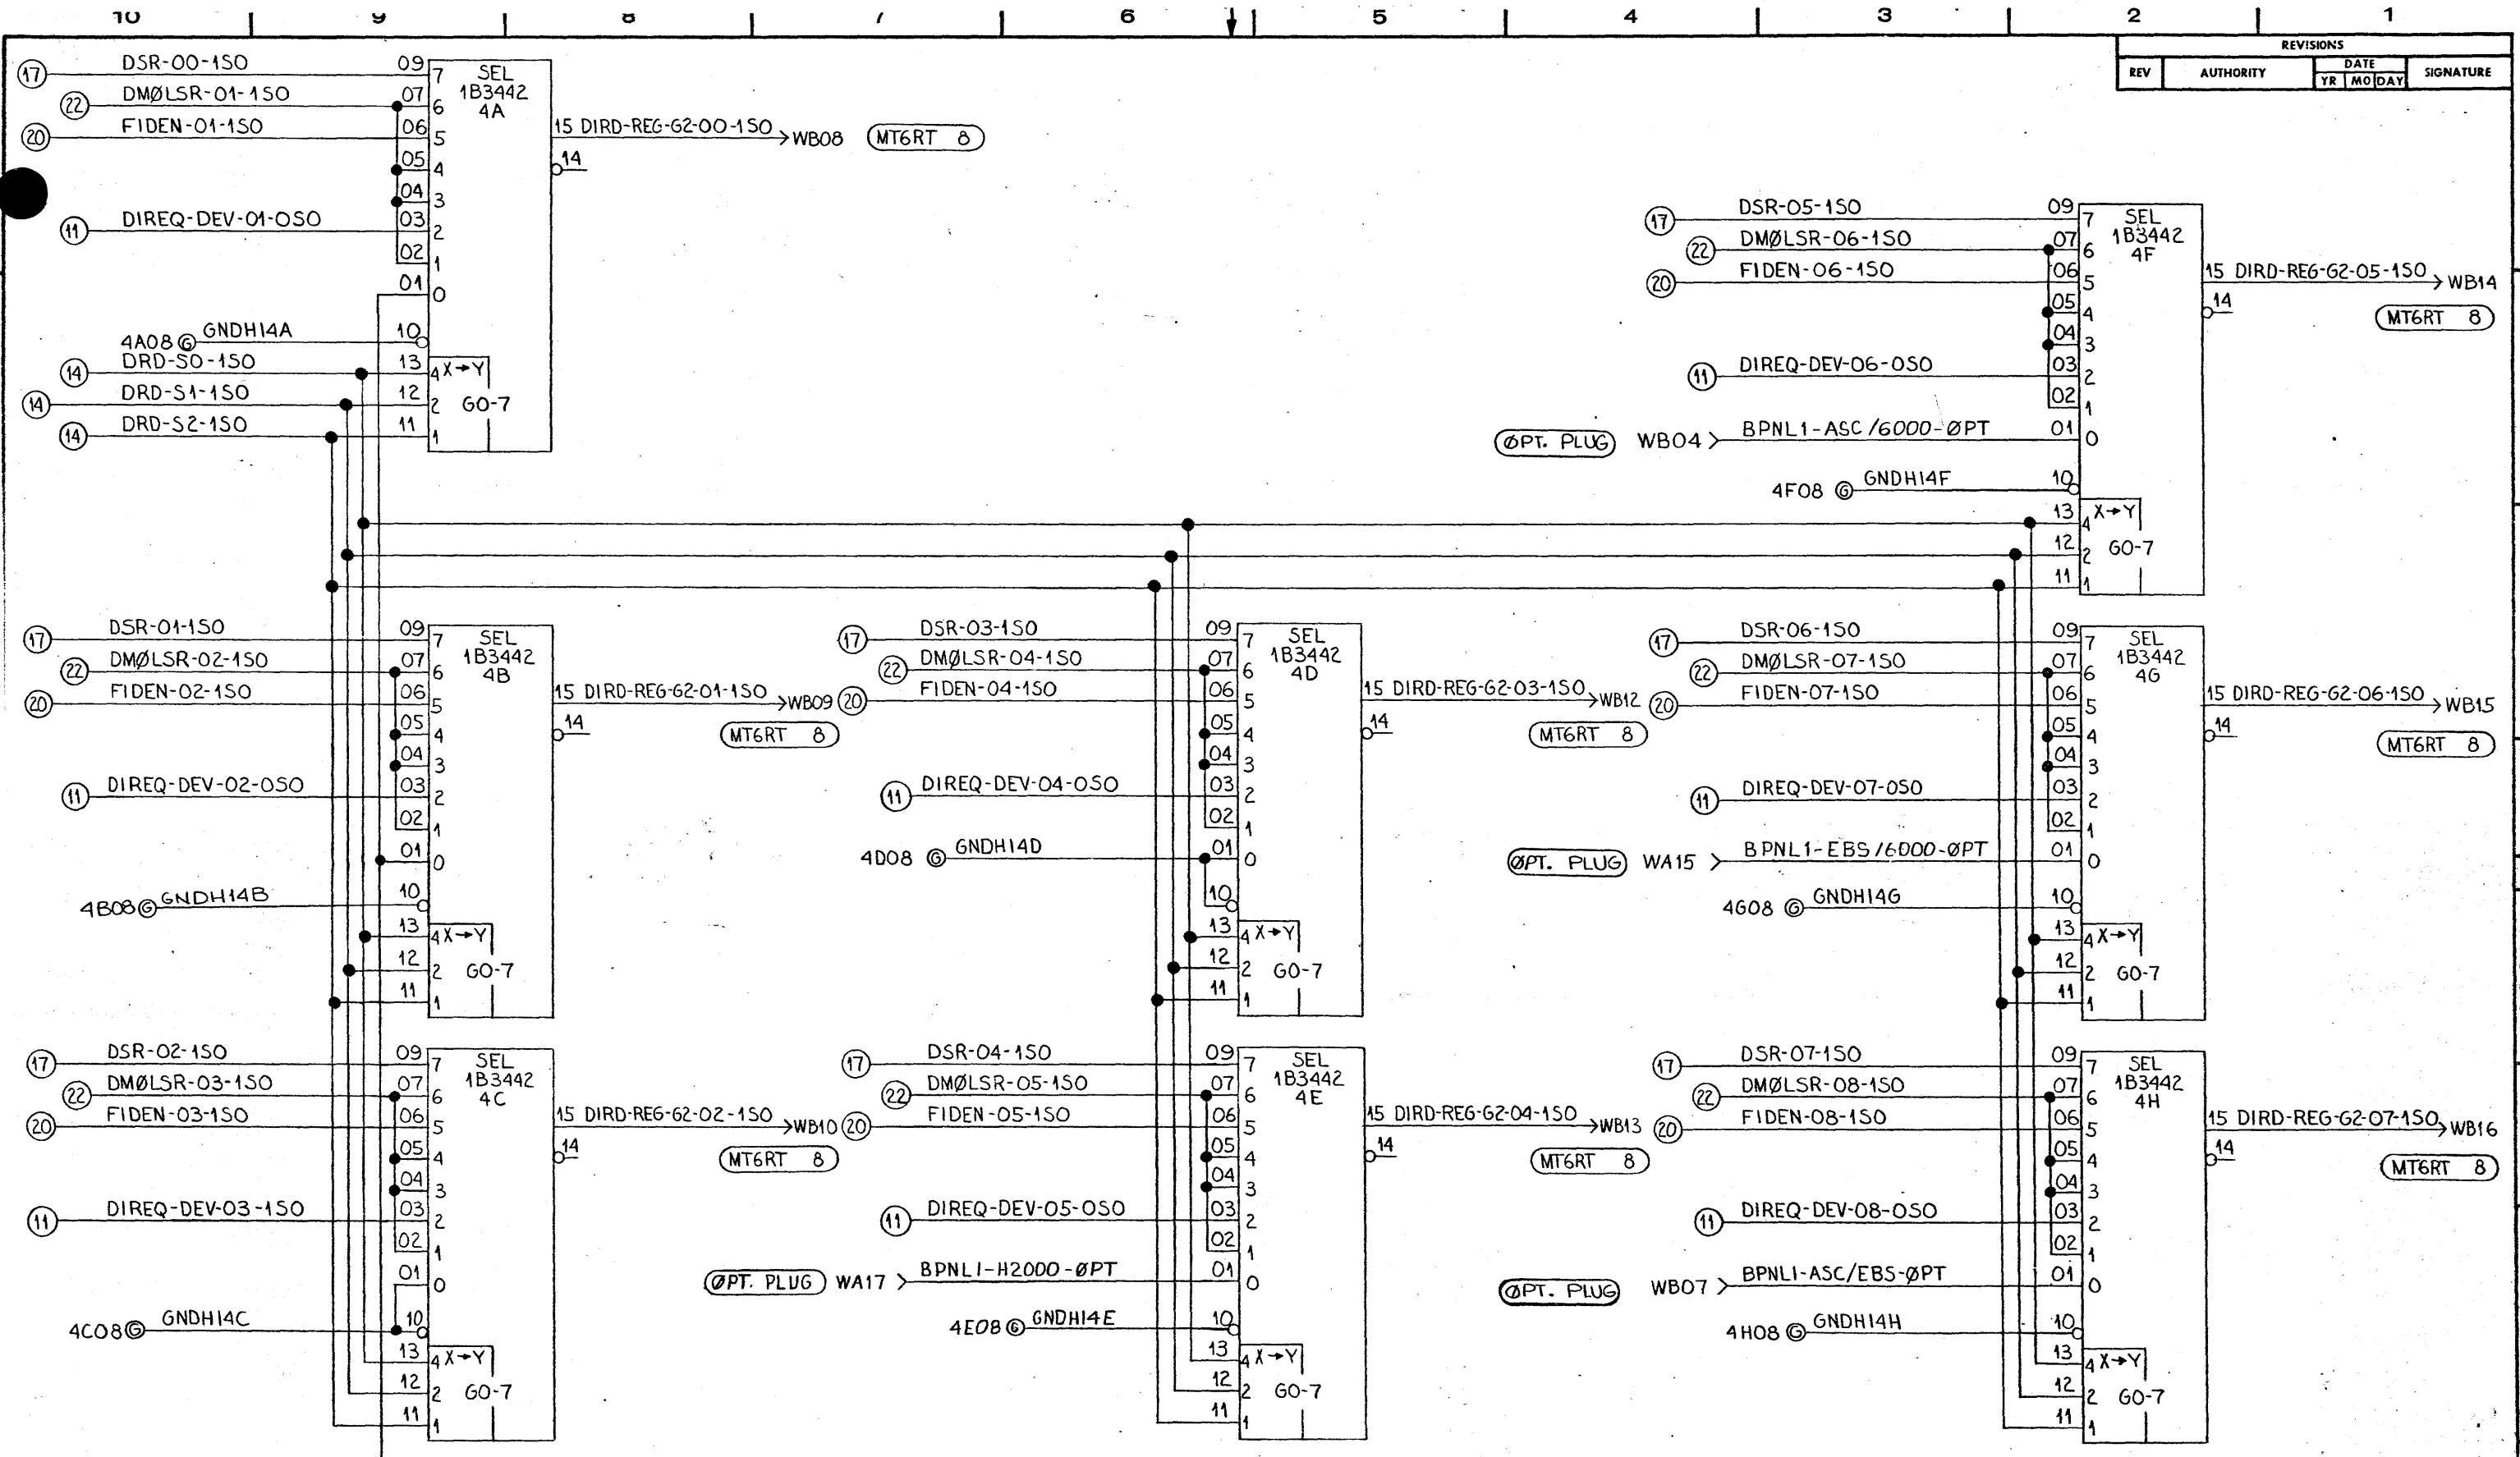 10 9 8 7 6 5 4 3 2 1
REVISIONS
REV AUTHORITY DATE YR MO DAY SIGNATURE
17 DSR-00-1SO 09 7
22 DMØLSR-01-1SO 07 6
20 FIDEN-01-1SO 06 5
05 4
04 3
11 DIREQ-DEV-01-OSO 03 2
02 1
01 0
4A08 G GNDH14A 10
14 DRD-S0-1SO 13 4 X→Y
14 DRD-S1-1SO 12 2 GO-7
14 DRD-S2-1SO 11 1
SEL
1B3442
4A
15 DIRD-REG-G2-00-1SO WB08 MT6RT 8
14
17 DSR-05-1SO 09 7
22 DMØLSR-06-1SO 07 6
20 FIDEN-06-1SO 06 5
05 4
04 3
11 DIREQ-DEV-06-OSO 03 2
02 1
ØPT. PLUG WB04 BPNL1-ASC/6000-ØPT 01 0
4F08 G GNDH14F 10
13 4 X→Y
12 2 GO-7
11 1
SEL
1B3442
4F
15 DIRD-REG-G2-05-1SO WB14
14
MT6RT 8
17 DSR-01-1SO 09 7
22 DMØLSR-02-1SO 07 6
20 FIDEN-02-1SO 06 5
05 4
04 3
11 DIREQ-DEV-02-OSO 03 2
02 1
01 0
4B08 G GNDH14B 10
13 4 X→Y
12 2 GO-7
11 1
SEL
1B3442
4B
15 DIRD-REG-G2-01-1SO WB09
14
MT6RT 8
17 DSR-03-1SO 09 7
22 DMØLSR-04-1SO 07 6
20 FIDEN-04-1SO 06 5
05 4
04 3
11 DIREQ-DEV-04-OSO 03 2
02 1
4D08 G GNDH14D 01 0
10
13 4 X→Y
12 2 GO-7
11 1
SEL
1B3442
4D
15 DIRD-REG-G2-03-1SO WB12
14
MT6RT 8
17 DSR-06-1SO 09 7
22 DMØLSR-07-1SO 07 6
20 FIDEN-07-1SO 06 5
05 4
04 3
11 DIREQ-DEV-07-OSO 03 2
02 1
ØPT. PLUG WA15 BPNL1-EBS/6000-ØPT 01 0
4G08 G GNDH14G 10
13 4 X→Y
12 2 GO-7
11 1
SEL
1B3442
4G
15 DIRD-REG-G2-06-1SO WB15
14
MT6RT 8
17 DSR-02-1SO 09 7
22 DMØLSR-03-1SO 07 6
20 FIDEN-03-1SO 06 5
05 4
04 3
11 DIREQ-DEV-03-1SO 03 2
02 1
01 0
4C08 G GNDH14C 10
13 4 X→Y
12 2 GO-7
11 1
SEL
1B3442
4C
15 DIRD-REG-G2-02-1SO WB10
14
MT6RT 8
17 DSR-04-1SO 09 7
22 DMØLSR-05-1SO 07 6
20 FIDEN-05-1SO 06 5
05 4
04 3
11 DIREQ-DEV-05-OSO 03 2
02 1
ØPT. PLUG WA17 BPNL1-H2000-ØPT 01 0
4E08 G GNDH14E 10
13 4 X→Y
12 2 GO-7
11 1
SEL
1B3442
4E
15 DIRD-REG-G2-04-1SO WB13
14
MT6RT 8
17 DSR-07-1SO 09 7
22 DMØLSR-08-1SO 07 6
20 FIDEN-08-1SO 06 5
05 4
04 3
11 DIREQ-DEV-08-OSO 03 2
02 1
ØPT. PLUG WB07 BPNL1-ASC/EBS-ØPT 01 0
4H08 G GNDH14H 10
13 4 X→Y
12 2 GO-7
11 1
SEL
1B3442
4H
15 DIRD-REG-G2-07-1SO WB16
14
MT6RT 8